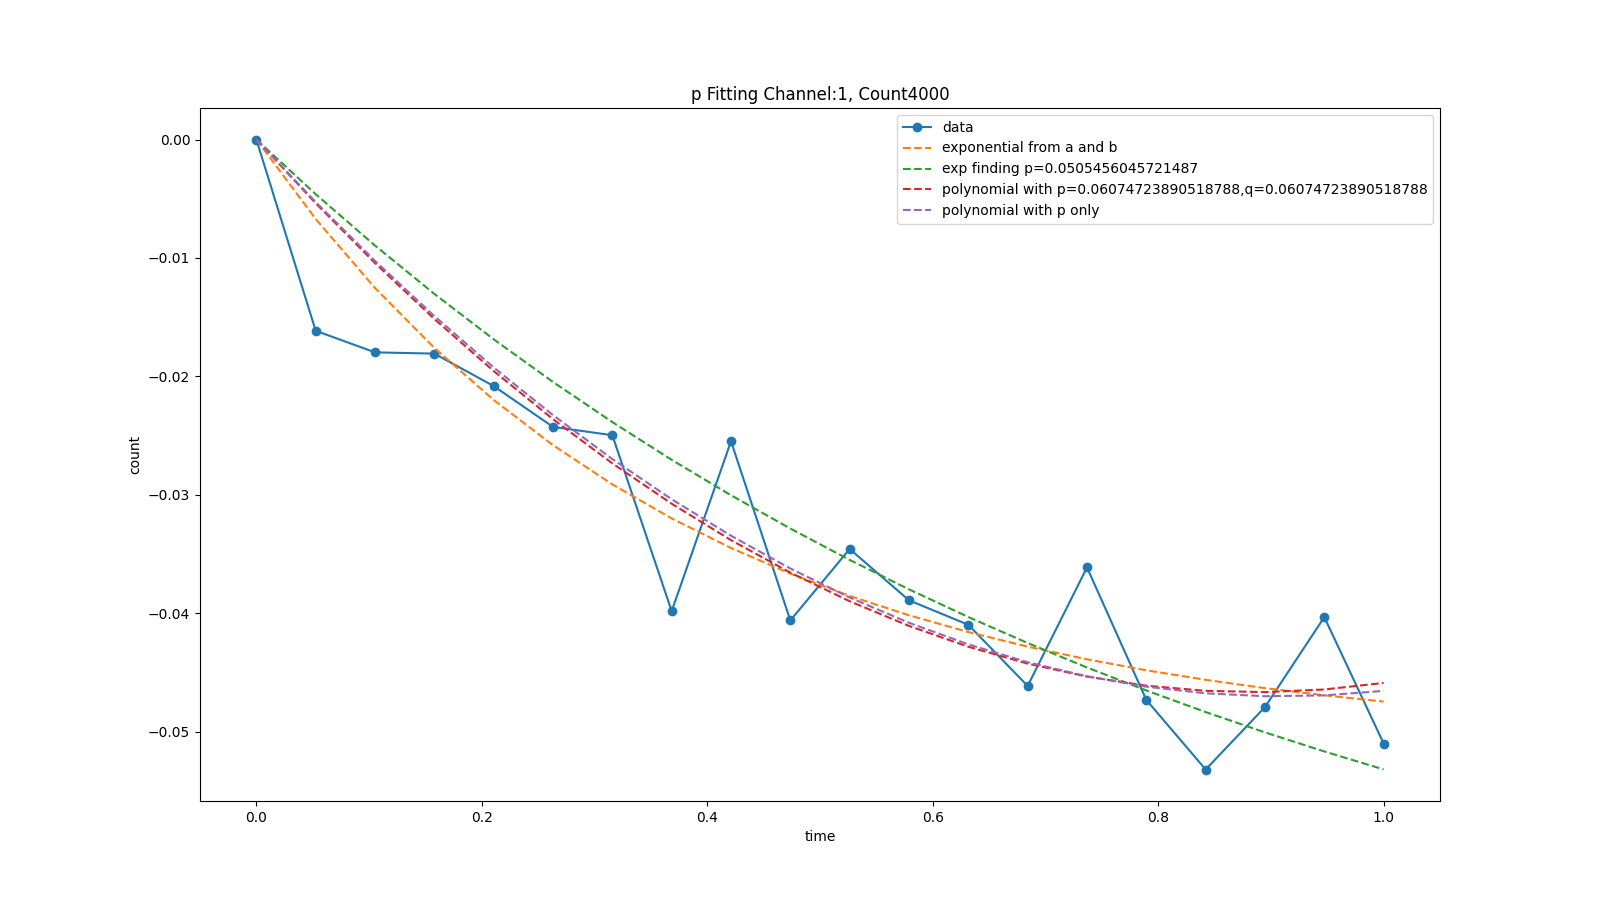 p Fitting Channel:1, Count4000
data
exponential from a and b
exp finding p=0.0505456045721487
polynomial with p=0.06074723890518788,q=0.06074723890518788
polynomial with p only
0.00
−0.01
−0.02
−0.03
−0.04
−0.05
count
0.0 0.2 0.4 0.6 0.8 1.0
time